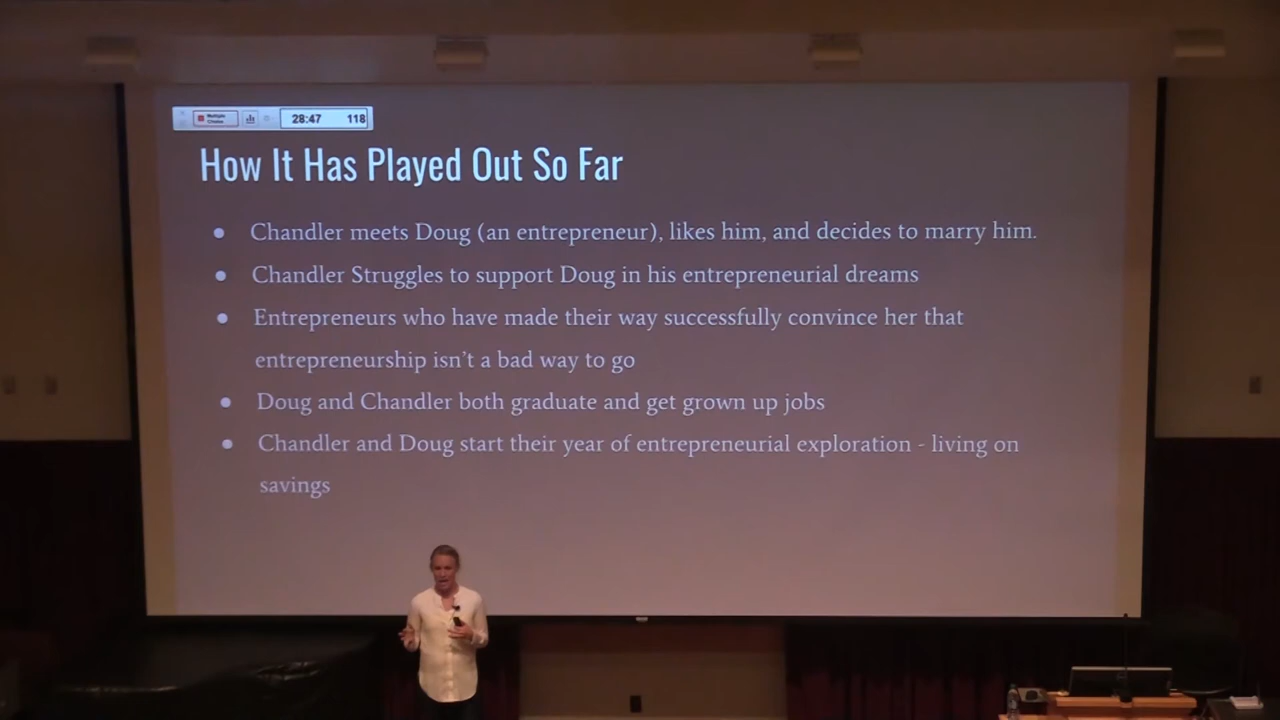 Multiple
Choice
28:47 118
How It Has Played Out So Far
● Chandler meets Doug (an entrepreneur), likes him, and decides to marry him.
● Chandler Struggles to support Doug in his entrepreneurial dreams
● Entrepreneurs who have made their way successfully convince her that
entrepreneurship isn't a bad way to go
● Doug and Chandler both graduate and get grown up jobs
● Chandler and Doug start their year of entrepreneurial exploration - living on
savings